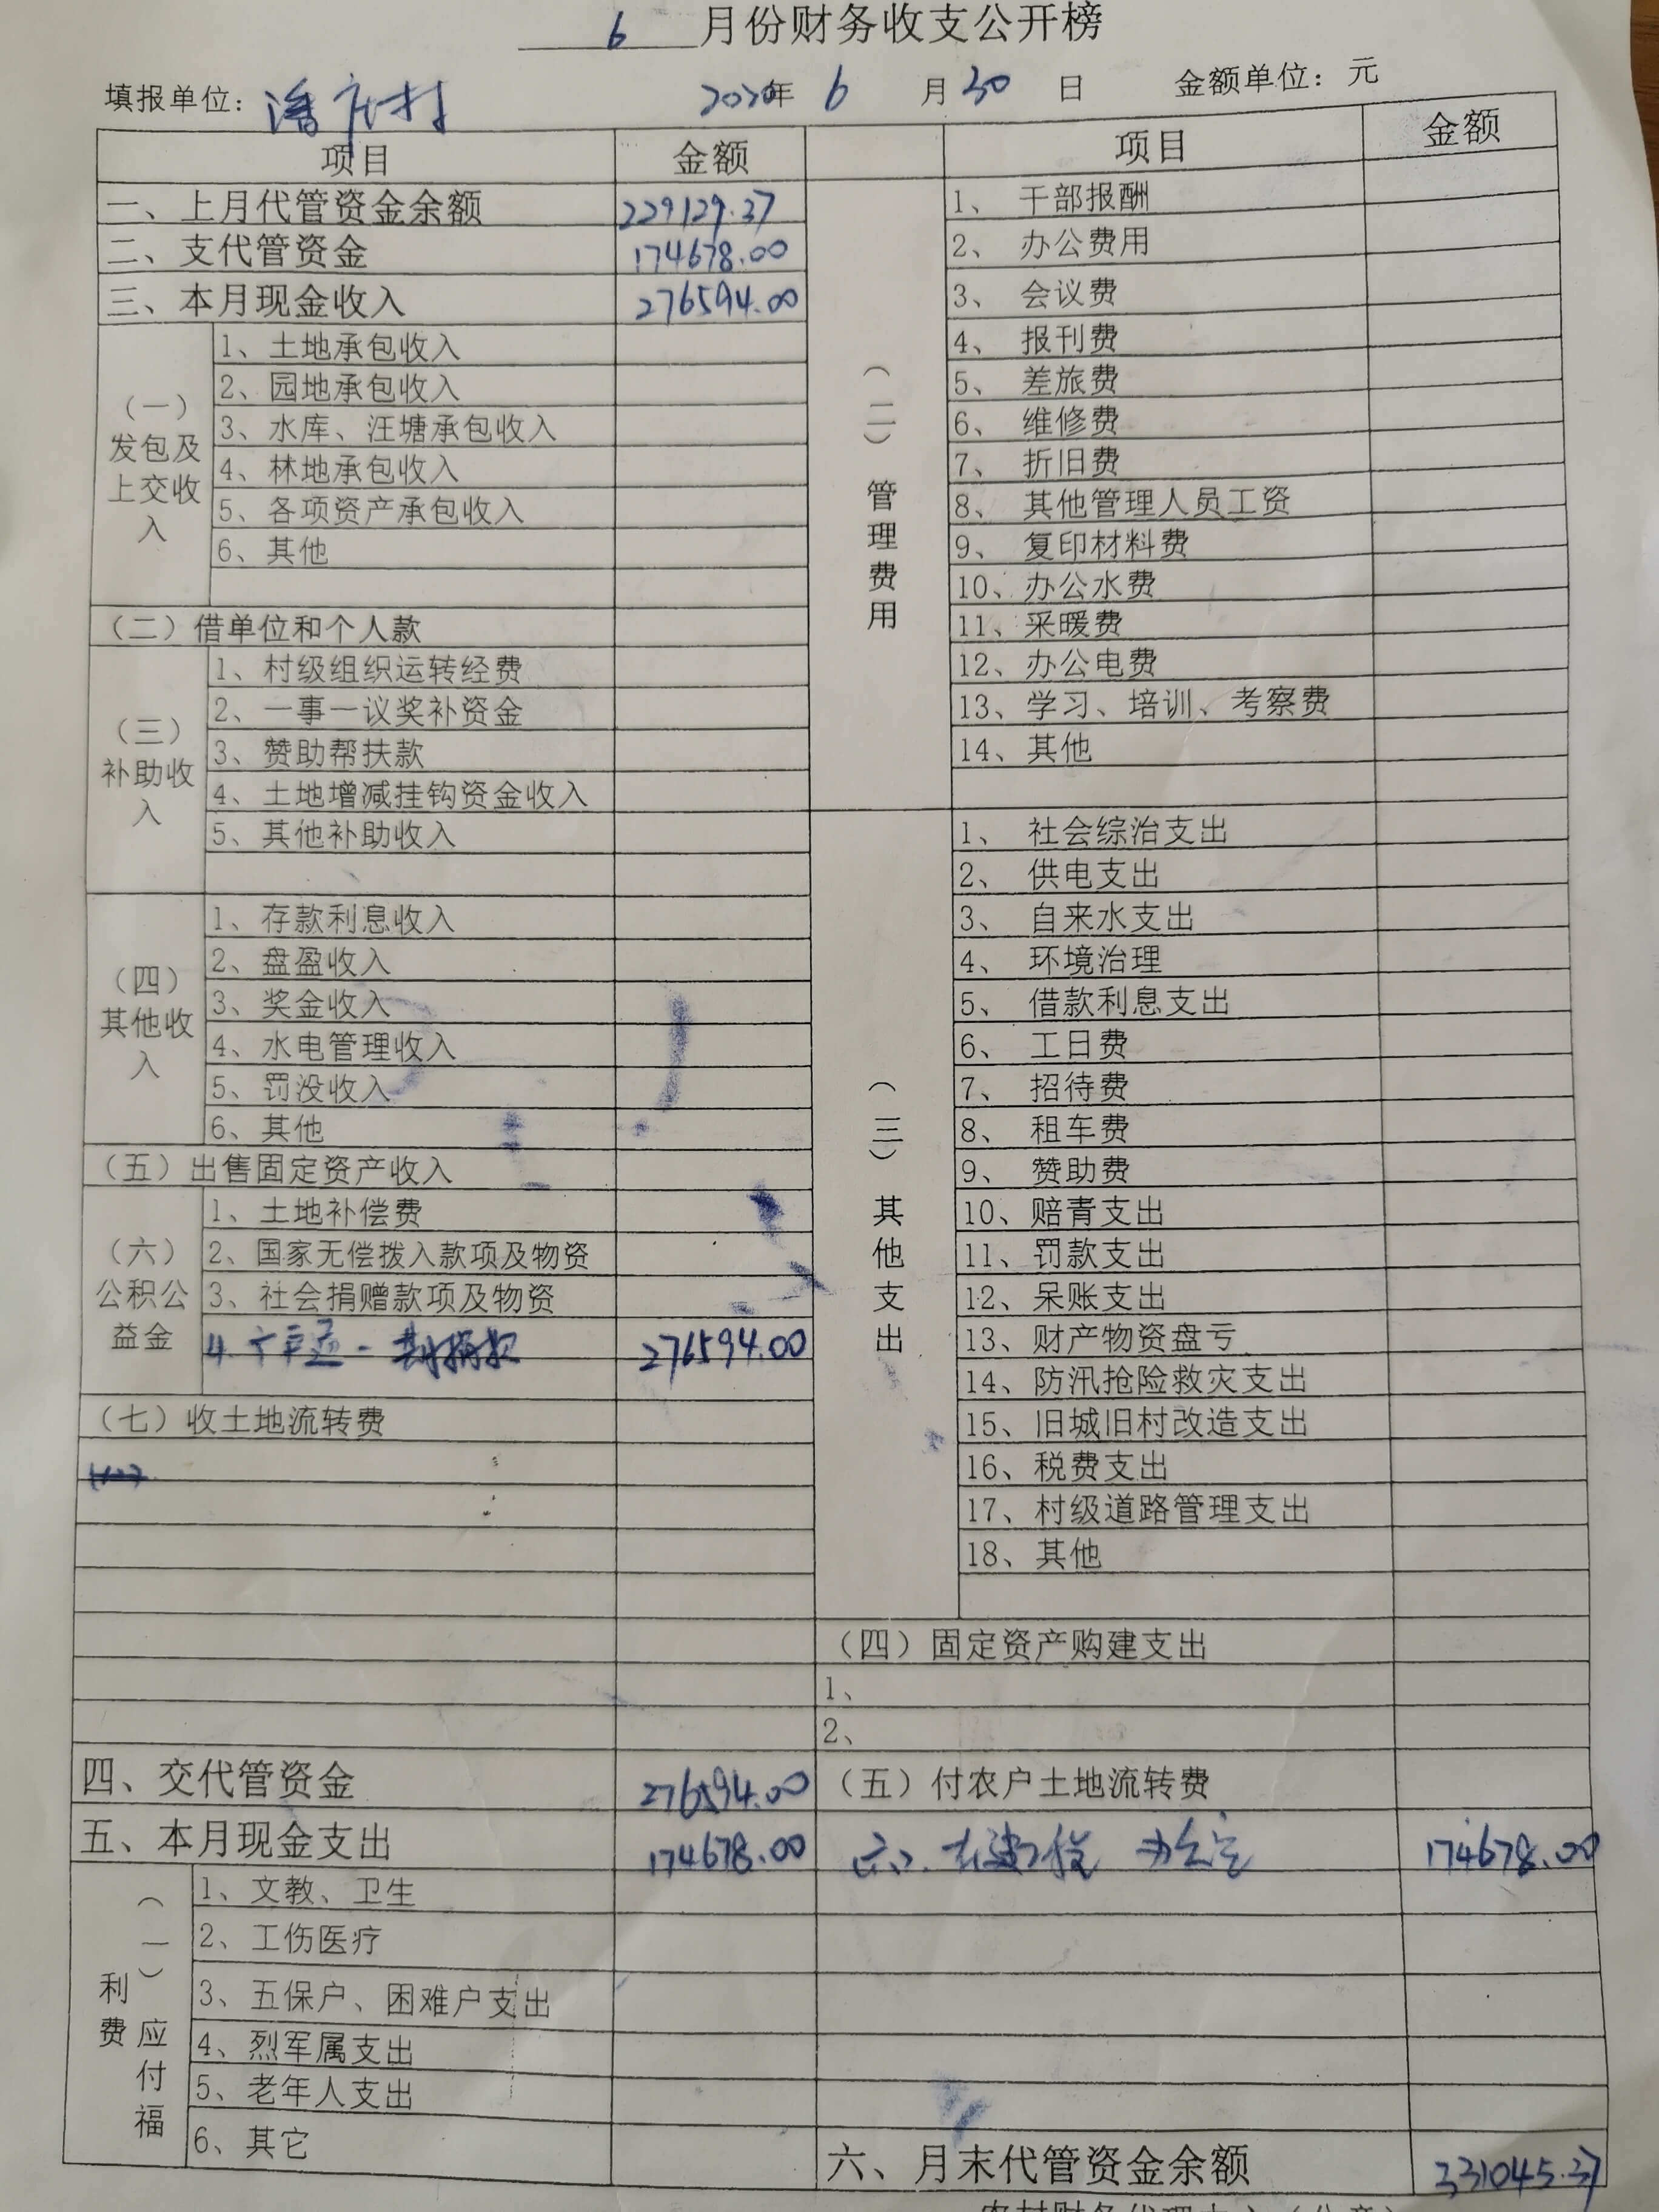 6 月份财务收支公开榜
填报单位：潘庄村 2020年 6 月 30 日 金额单位：元
项目 金额 项目 金额
一、上月代管资金余额 229129.37
二、支代管资金 174678.00
三、本月现金收入 276594.00
（一）发包及上交收入
1、土地承包收入
2、园地承包收入
3、水库、汪塘承包收入
4、林地承包收入
5、各项资产承包收入
6、其他
（二）借单位和个人款
（三）补助收入
1、村级组织运转经费
2、一事一议奖补资金
3、赞助帮扶款
4、土地增减挂钩资金收入
5、其他补助收入
（四）其他收入
1、存款利息收入
2、盘盈收入
3、奖金收入
4、水电管理收入
5、罚没收入
6、其他
（五）出售固定资产收入
（六）公积公益金
1、土地补偿费
2、国家无偿拨入款项及物资
3、社会捐赠款项及物资
4. 276594.00
（七）收土地流转费
四、交代管资金 276594.00
五、本月现金支出 174678.00
（一）应付福利费
1、文教、卫生
2、工伤医疗
3、五保户、困难户支出
4、烈军属支出
5、老年人支出
6、其它
（二）管理费用
1、干部报酬
2、办公费用
3、会议费
4、报刊费
5、差旅费
6、维修费
7、折旧费
8、其他管理人员工资
9、复印材料费
10、办公水费
11、采暖费
12、办公电费
13、学习、培训、考察费
14、其他
（三）其他支出
1、社会综治支出
2、供电支出
3、自来水支出
4、环境治理
5、借款利息支出
6、工日费
7、招待费
8、租车费
9、赞助费
10、赔青支出
11、罚款支出
12、呆账支出
13、财产物资盘亏
14、防汛抢险救灾支出
15、旧城旧村改造支出
16、税费支出
17、村级道路管理支出
18、其他
（四）固定资产购建支出
1、
2、
（五）付农户土地流转费
（六）.在建工程 办公室 174678.00
六、月末代管资金余额 331045.37